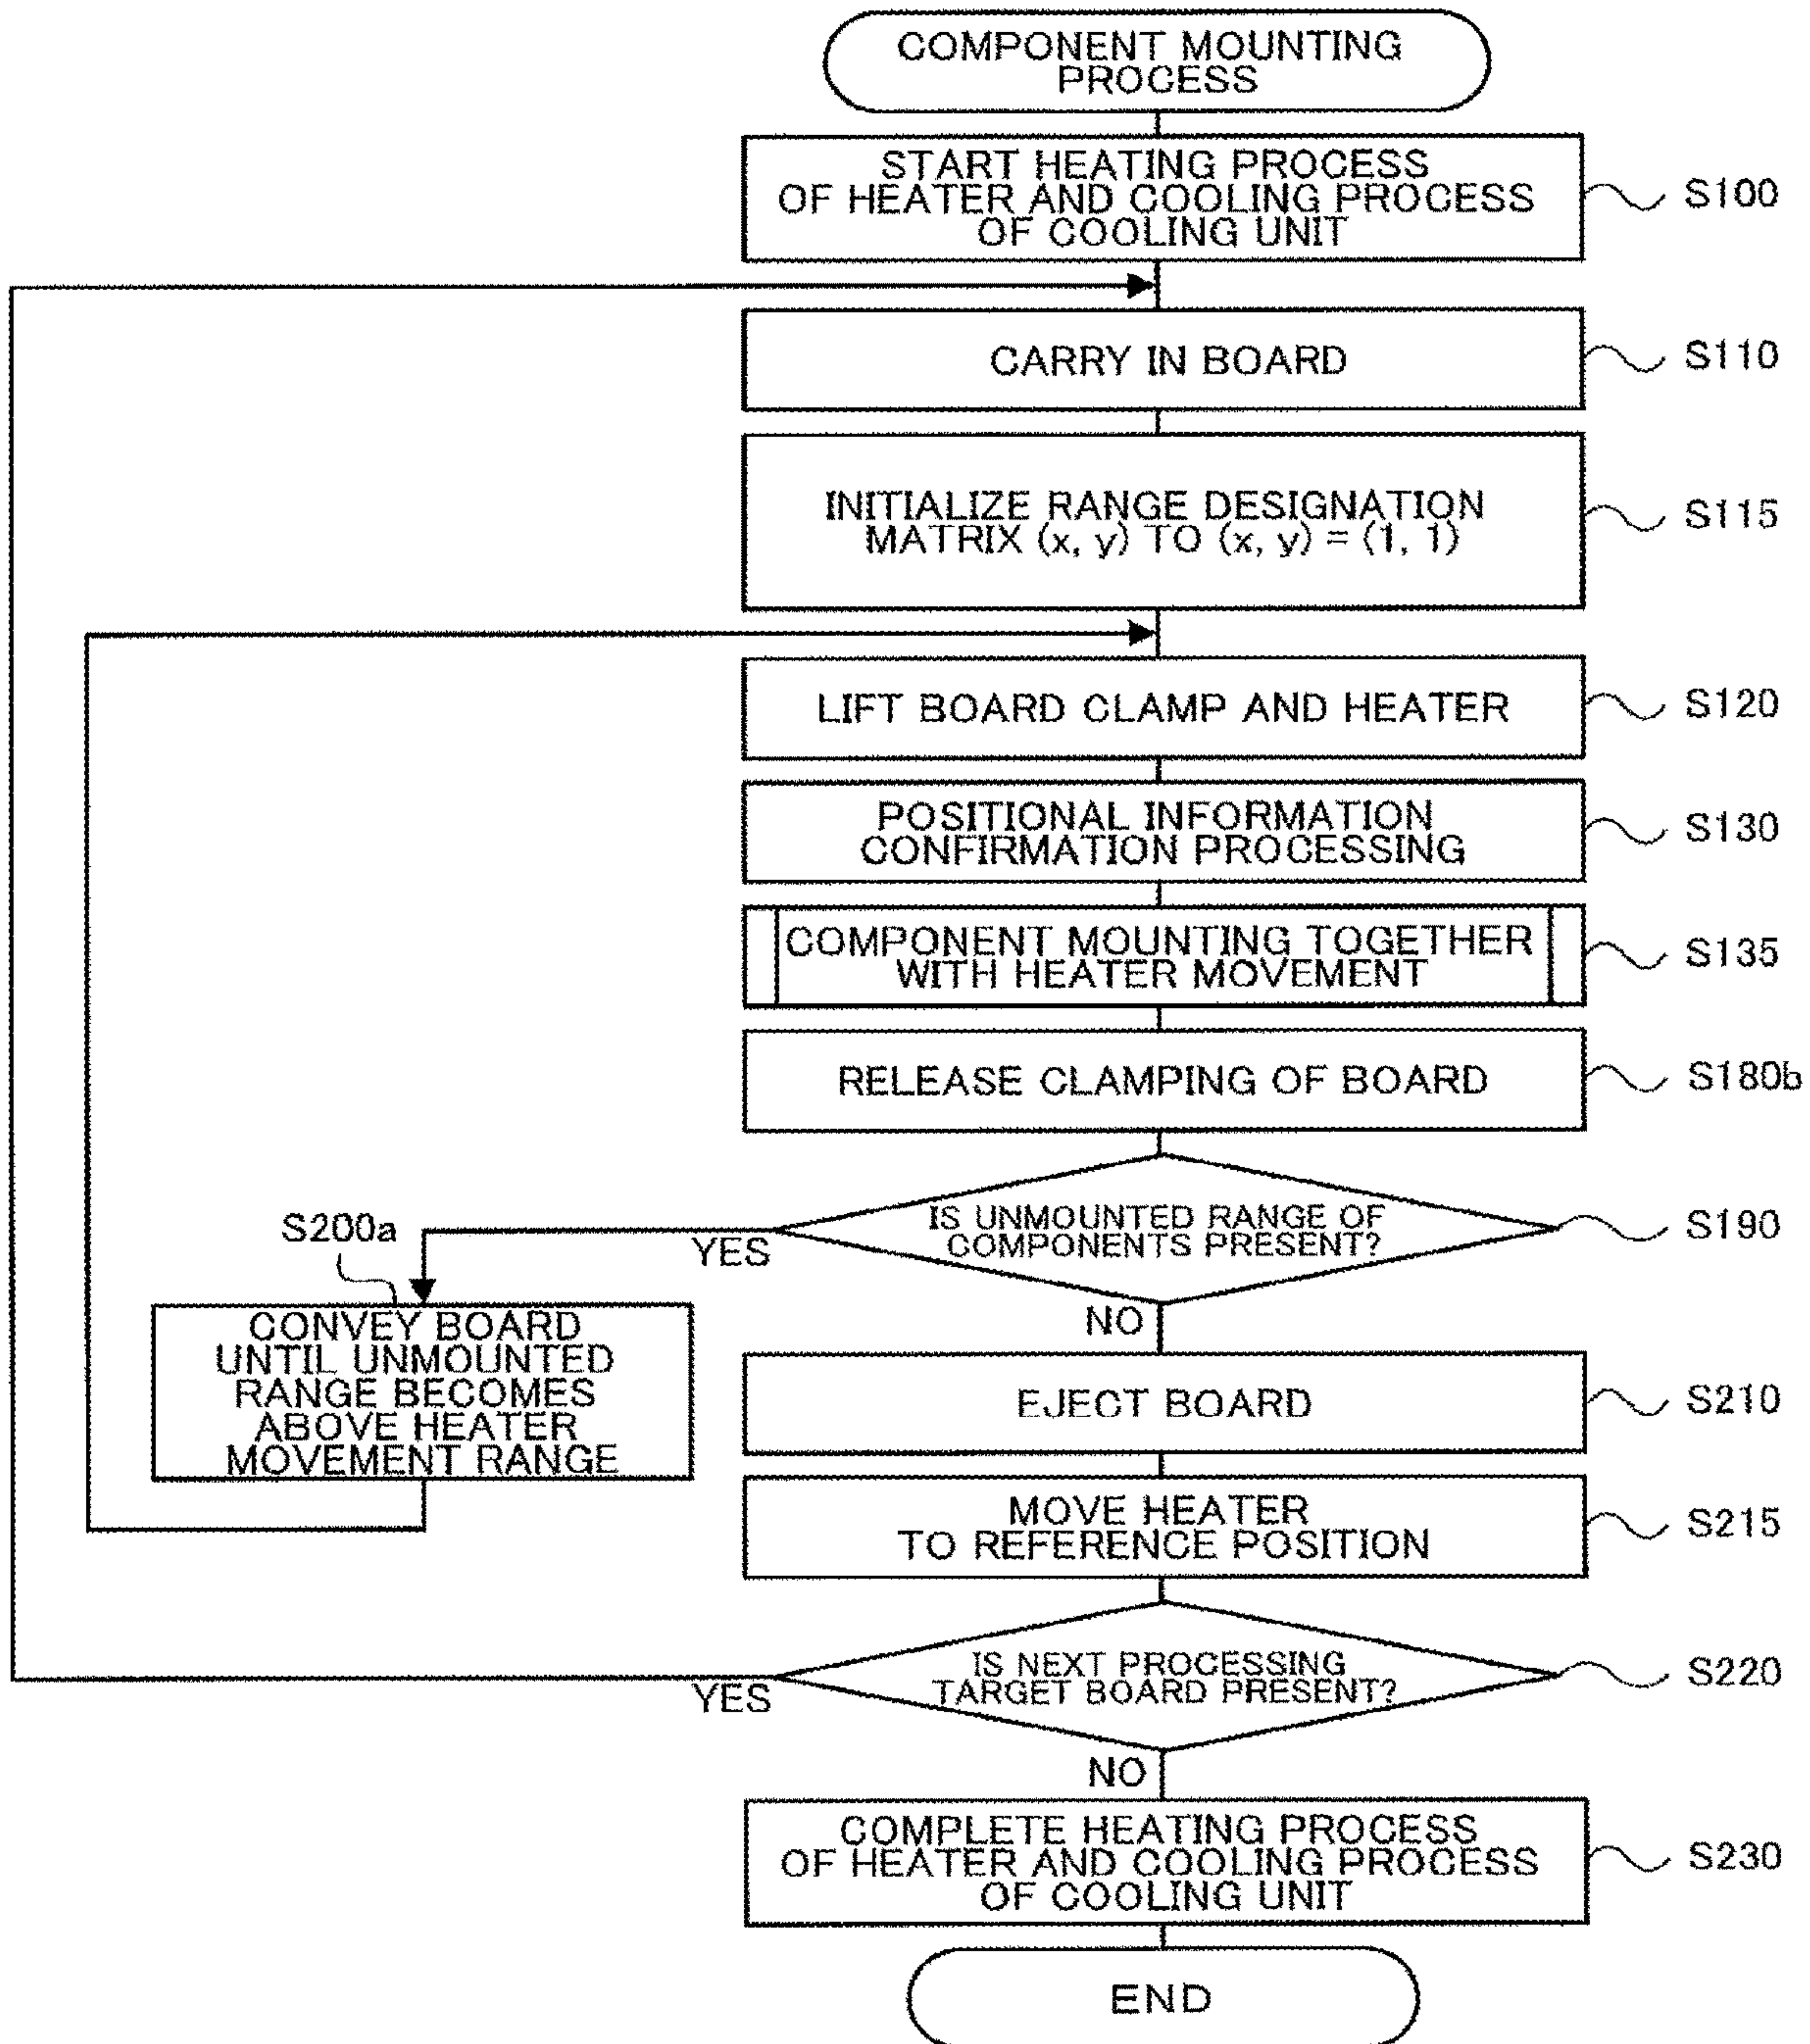 COMPONENT MOUNTING
PROCESS
START HEATING PROCESS
OF HEATER AND COOLING PROCESS
OF COOLING UNIT
S100
CARRY IN BOARD
S110
INITIALIZE RANGE DESIGNATION
MATRIX (x, y) TO (x, y) = (1, 1)
S115
LIFT BOARD CLAMP AND HEATER
S120
POSITIONAL INFORMATION
CONFIRMATION PROCESSING
S130
COMPONENT MOUNTING TOGETHER
WITH HEATER MOVEMENT
S135
RELEASE CLAMPING OF BOARD
S180b
IS UNMOUNTED RANGE OF
COMPONENTS PRESENT?
S190
YES
NO
S200a
CONVEY BOARD
UNTIL UNMOUNTED
RANGE BECOMES
ABOVE HEATER
MOVEMENT RANGE
EJECT BOARD
S210
MOVE HEATER
TO REFERENCE POSITION
S215
IS NEXT PROCESSING
TARGET BOARD PRESENT?
S220
YES
NO
COMPLETE HEATING PROCESS
OF HEATER AND COOLING PROCESS
OF COOLING UNIT
S230
END